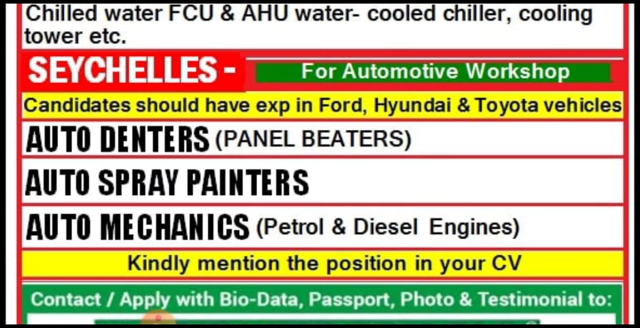 Chilled water FCU & AHU water- cooled chiller, cooling
tower etc.
SEYCHELLES - For Automotive Workshop
Candidates should have exp in Ford, Hyundai & Toyota vehicles
AUTO DENTERS (PANEL BEATERS)
AUTO SPRAY PAINTERS
AUTO MECHANICS (Petrol & Diesel Engines)
Kindly mention the position in your CV
Contact / Apply with Bio-Data, Passport, Photo & Testimonial to: